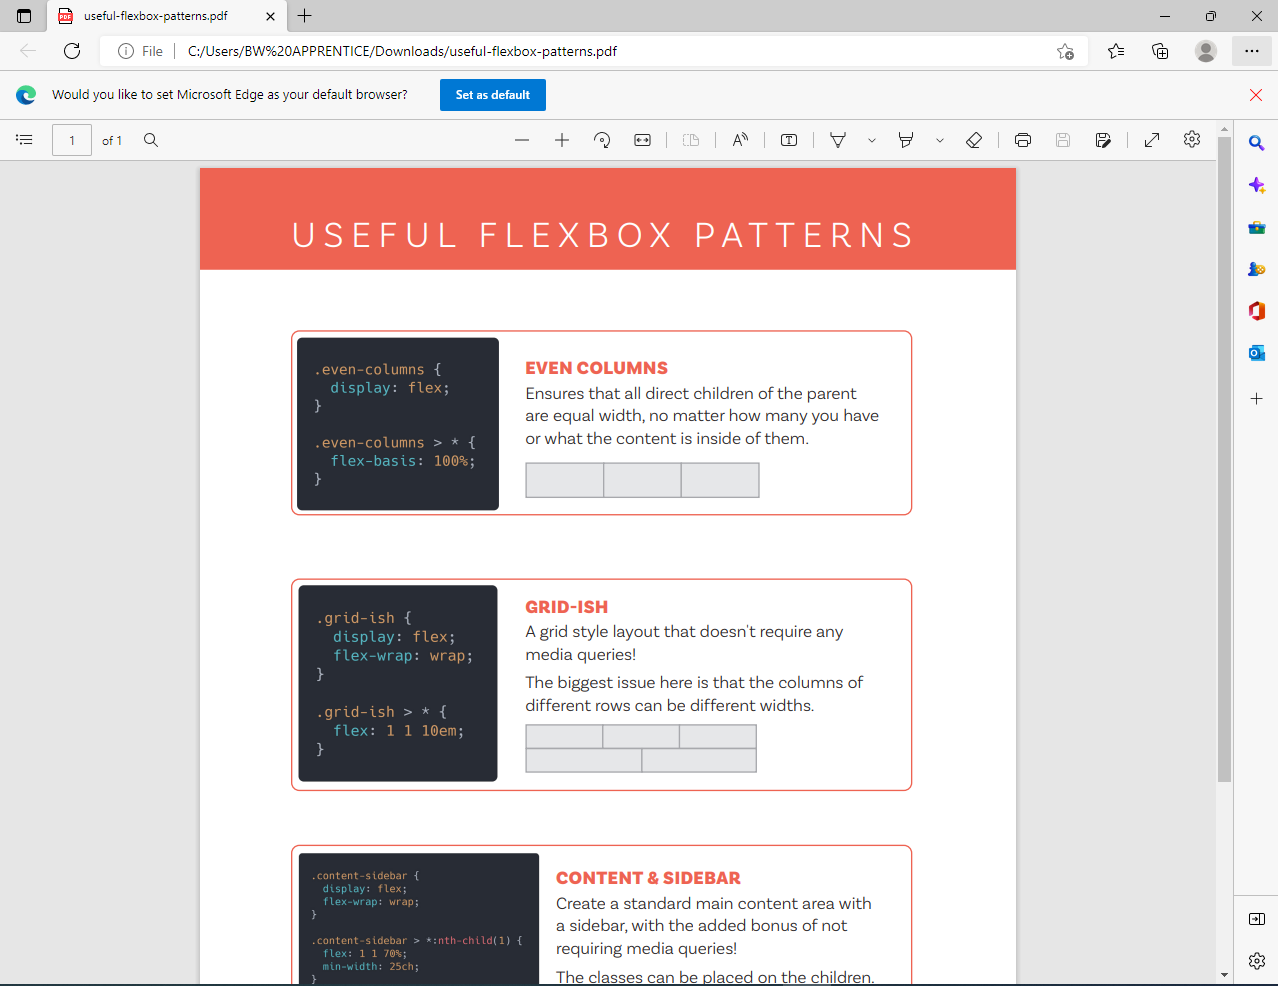 useful-flexbox-patterns.pdf
File
C:/Users/BW%20APPRENTICE/Downloads/useful-flexbox-patterns.pdf
Would you like to set Microsoft Edge as your default browser?
Set as default
1
of 1
USEFUL FLEXBOX PATTERNS
.even-columns {
display: flex;
}
.even-columns > * {
flex-basis: 100%;
}
EVEN COLUMNS
Ensures that all direct children of the parent
are equal width, no matter how many you have
or what the content is inside of them.
.grid-ish {
display: flex;
flex-wrap: wrap;
}
.grid-ish > * {
flex: 1 1 10em;
}
GRID-ISH
A grid style layout that doesn't require any
media queries!
The biggest issue here is that the columns of
different rows can be different widths.
.content-sidebar {
display: flex;
flex-wrap: wrap;
}
.content-sidebar > *:nth-child(1) {
flex: 1 1 70%;
min-width: 25ch;
}
CONTENT & SIDEBAR
Create a standard main content area with
a sidebar, with the added bonus of not
requiring media queries!
The classes can be placed on the children.